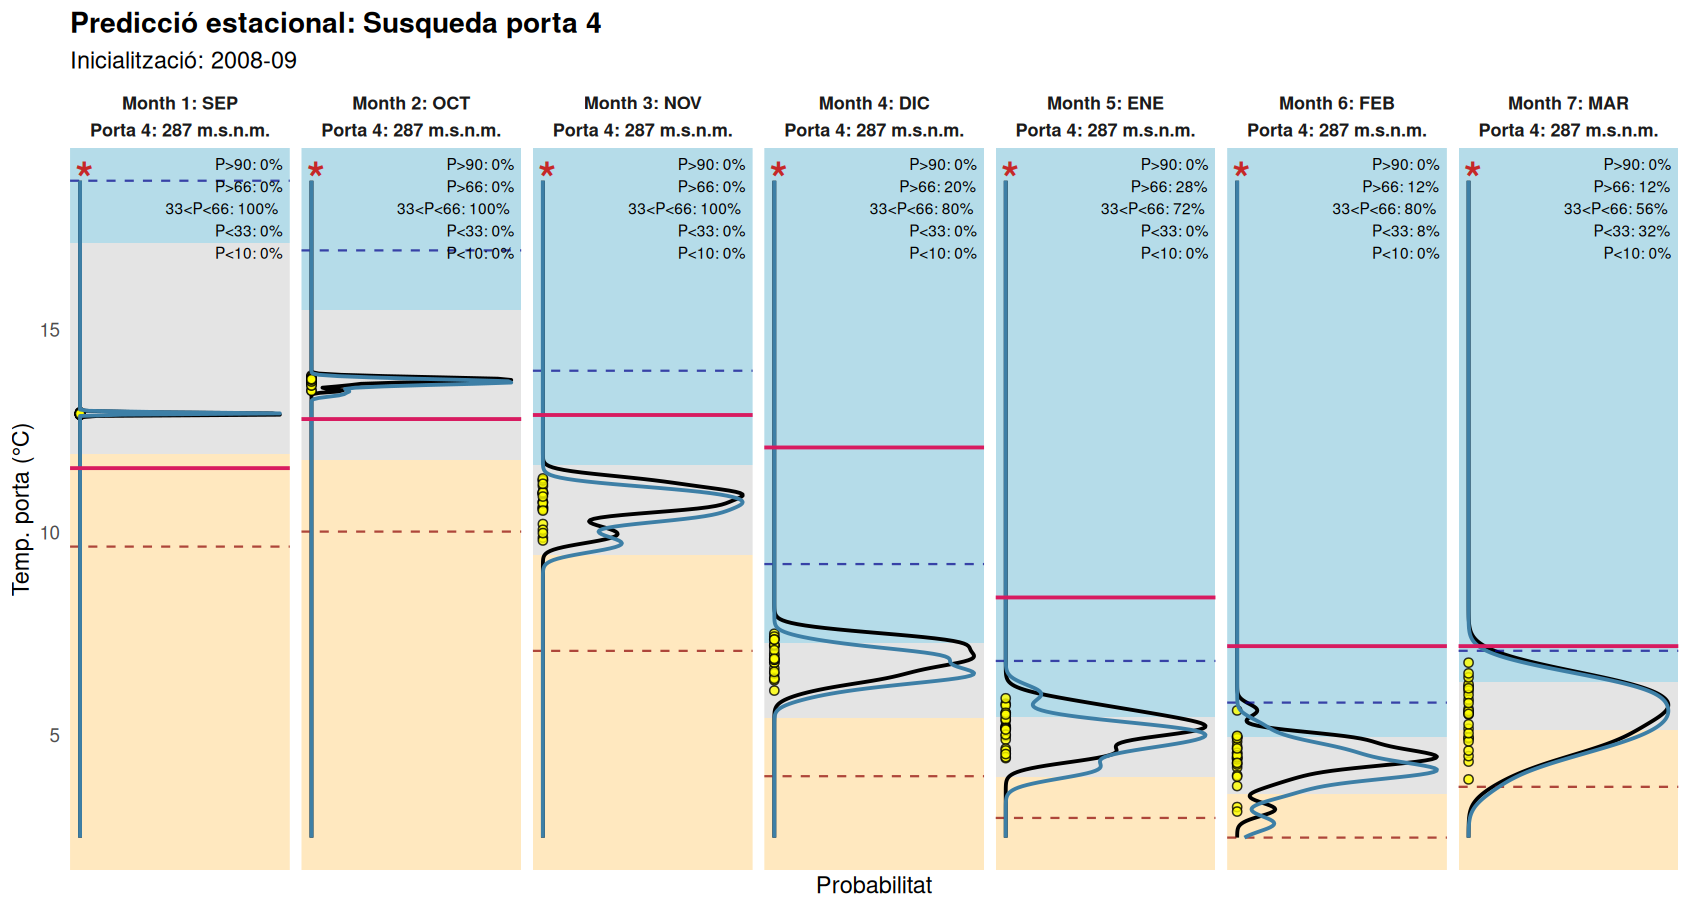 Predicció estacional: Susqueda porta 4
Inicialització: 2008-09
Month 1: SEP
Porta 4: 287 m.s.n.m.
Month 2: OCT
Porta 4: 287 m.s.n.m.
Month 3: NOV
Porta 4: 287 m.s.n.m.
Month 4: DIC
Porta 4: 287 m.s.n.m.
Month 5: ENE
Porta 4: 287 m.s.n.m.
Month 6: FEB
Porta 4: 287 m.s.n.m.
Month 7: MAR
Porta 4: 287 m.s.n.m.
*
P>90: 0%
P>66: 0%
33<P<66: 100%
P<33: 0%
P<10: 0%
*
P>90: 0%
P>66: 0%
33<P<66: 100%
P<33: 0%
P<10: 0%
*
P>90: 0%
P>66: 0%
33<P<66: 100%
P<33: 0%
P<10: 0%
*
P>90: 0%
P>66: 20%
33<P<66: 80%
P<33: 0%
P<10: 0%
*
P>90: 0%
P>66: 28%
33<P<66: 72%
P<33: 0%
P<10: 0%
*
P>90: 0%
P>66: 12%
33<P<66: 80%
P<33: 8%
P<10: 0%
*
P>90: 0%
P>66: 12%
33<P<66: 56%
P<33: 32%
P<10: 0%
15
10
5
Temp. porta (°C)
Probabilitat